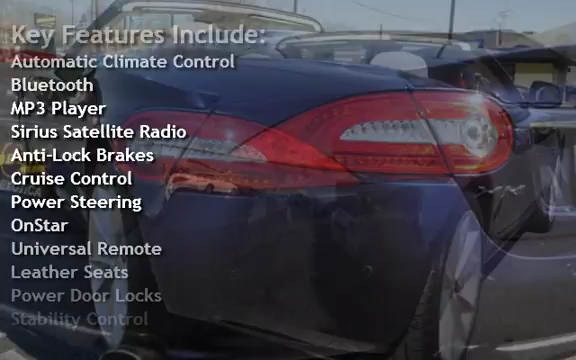 Key Features Include:
Automatic Climate Control
Bluetooth
MP3 Player
Sirius Satellite Radio
Anti-Lock Brakes
Cruise Control
Power Steering
OnStar
Universal Remote
Leather Seats
Power Door Locks
Stability Control